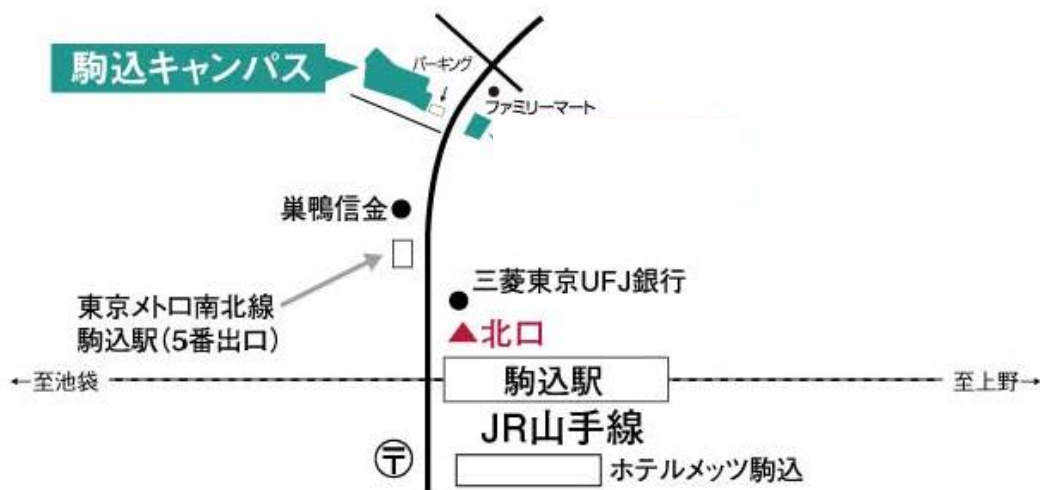 駒込キャンパス
パーキング
ファミリーマート
巣鴨信金
三菱東京UFJ銀行
東京メトロ南北線
駒込駅（5番出口）
北口
←至池袋
駒込駅
至上野→
JR山手線
〒
ホテルメッツ駒込